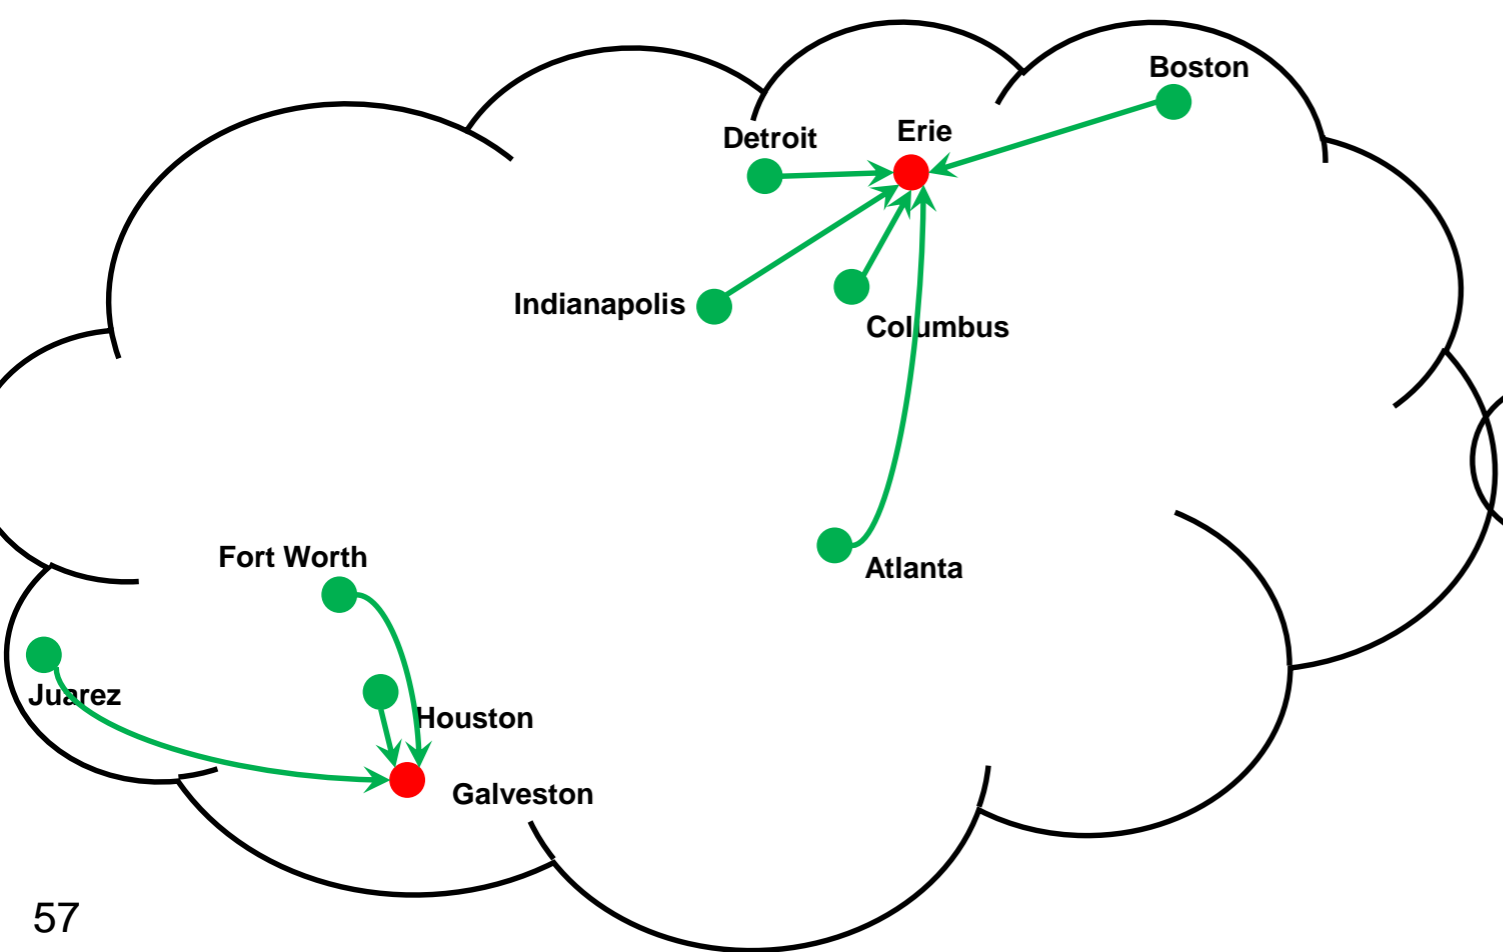 Boston
Detroit
Erie
Indianapolis
Columbus
Fort Worth
Atlanta
Juarez
Houston
Galveston
57